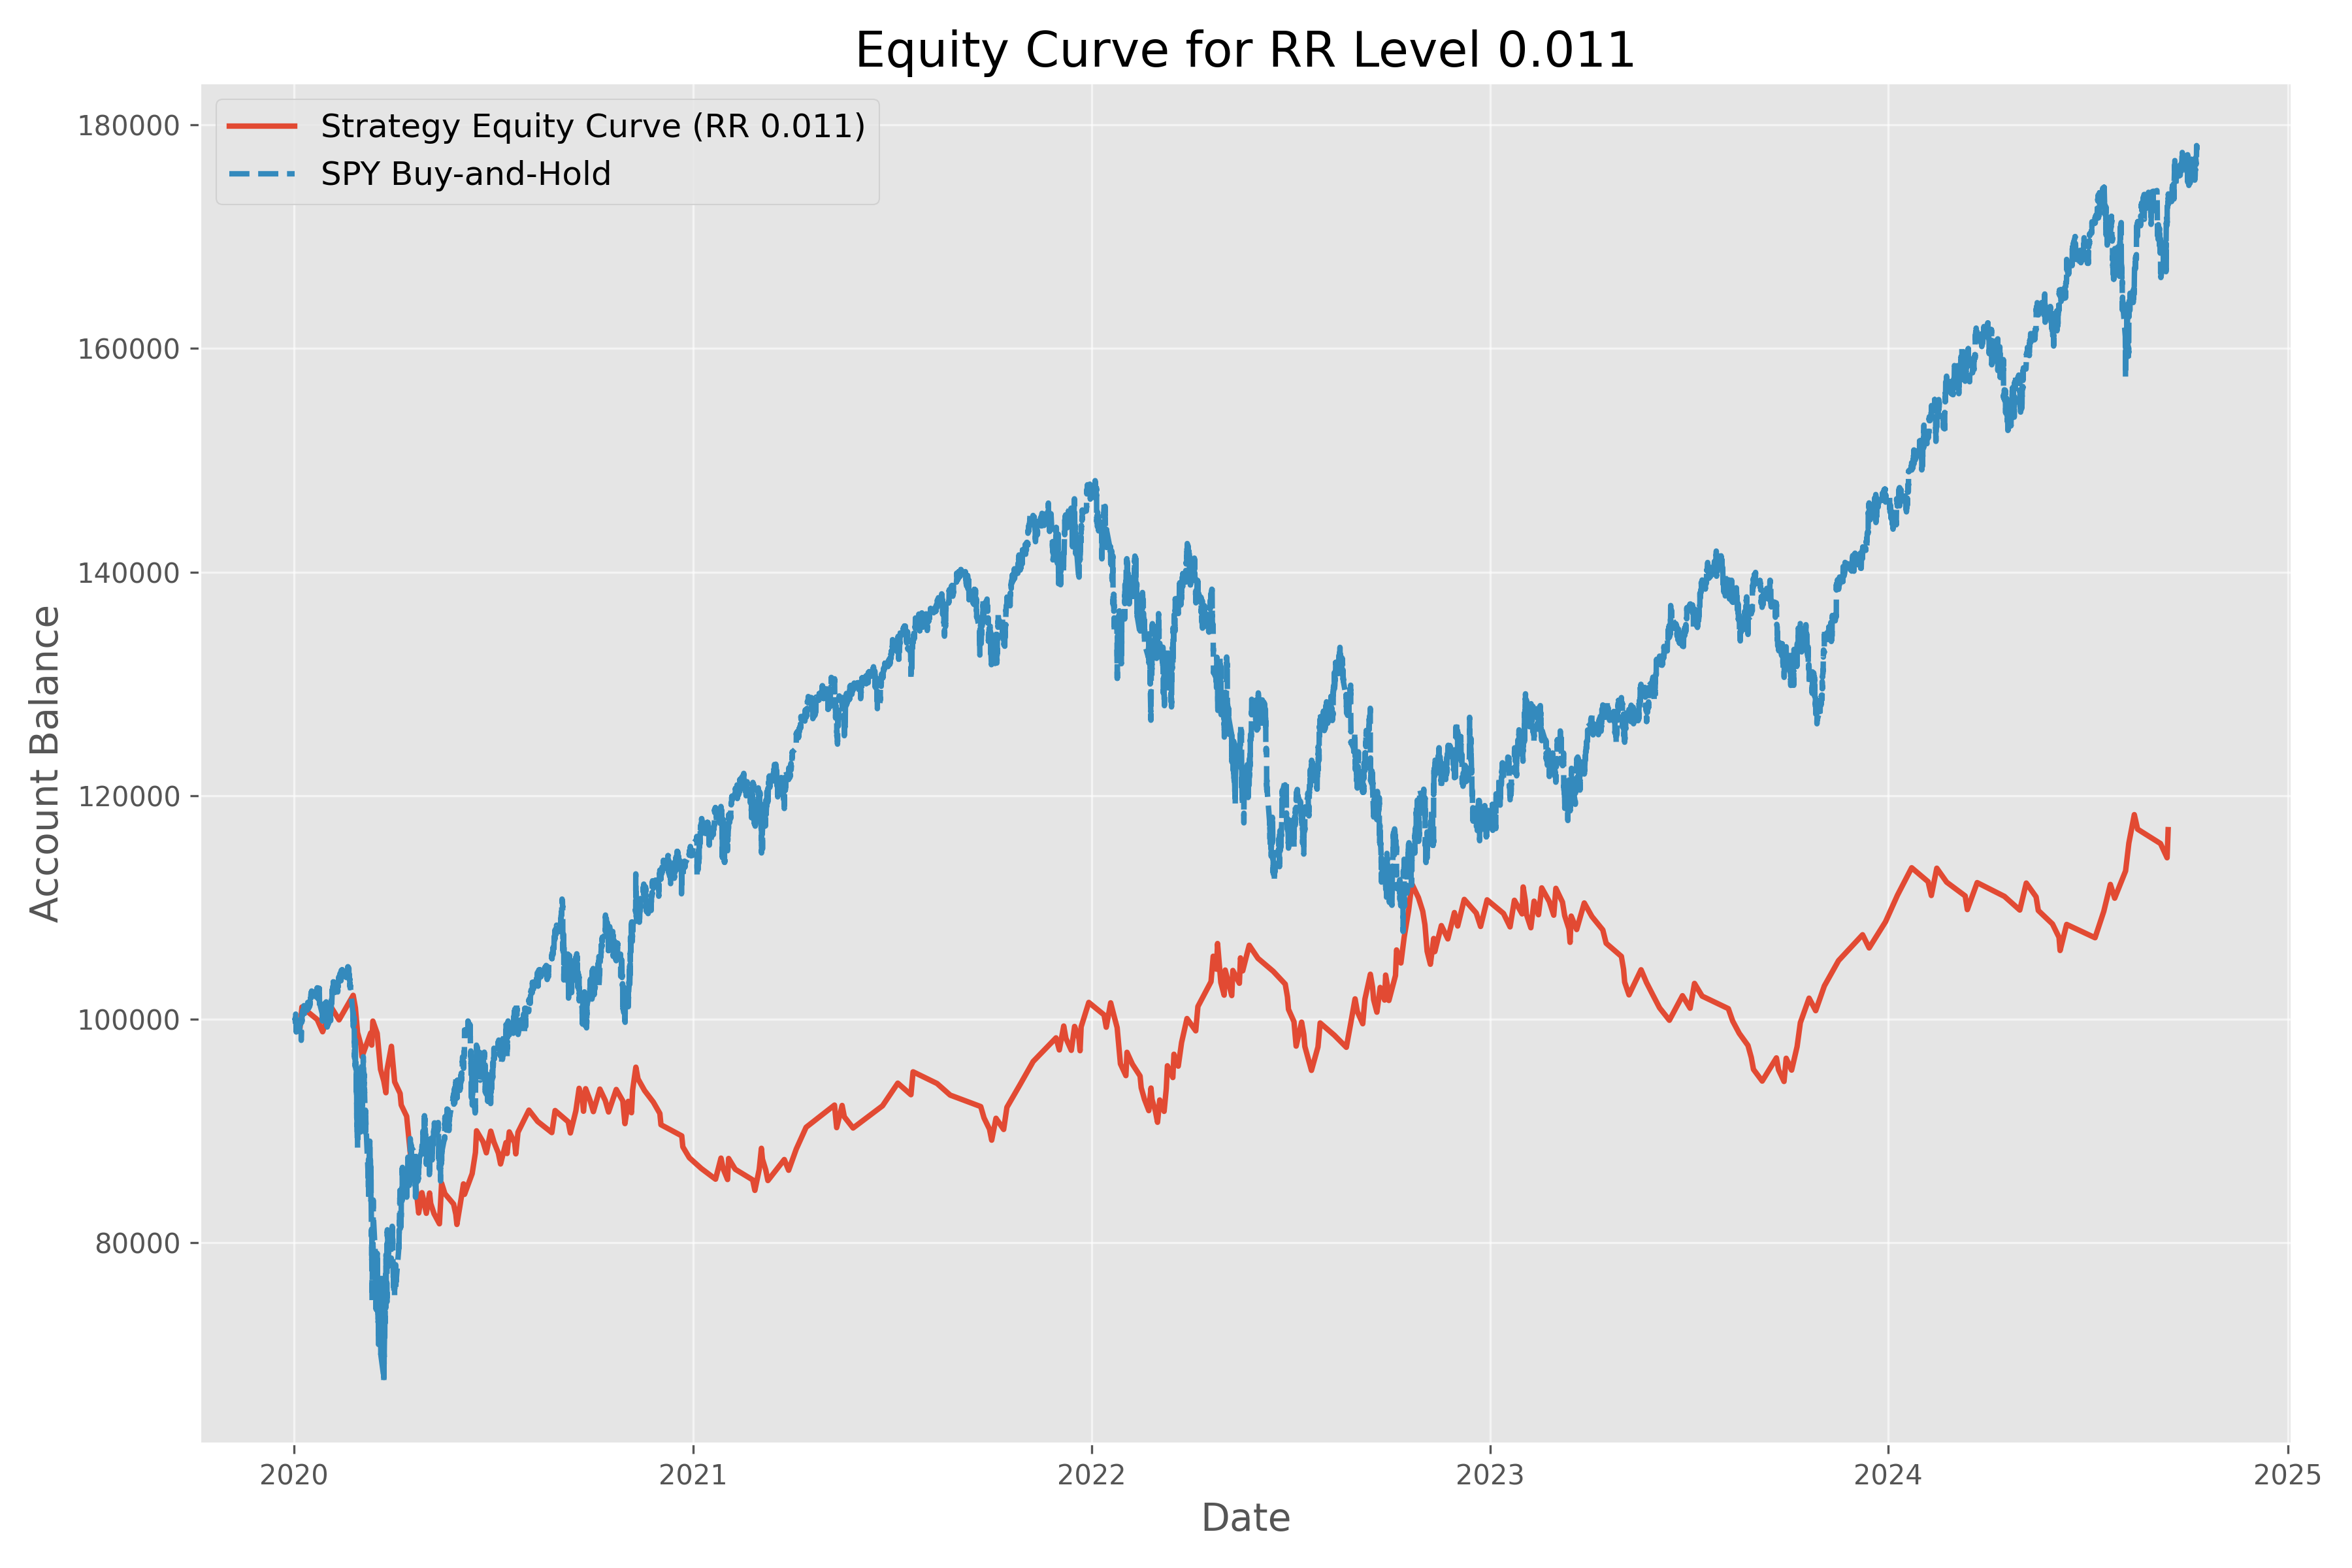 Equity Curve for RR Level 0.011
Strategy Equity Curve (RR 0.011)
SPY Buy-and-Hold
180000
160000
140000
120000
100000
80000
Account Balance
2020
2021
2022
2023
2024
2025
Date